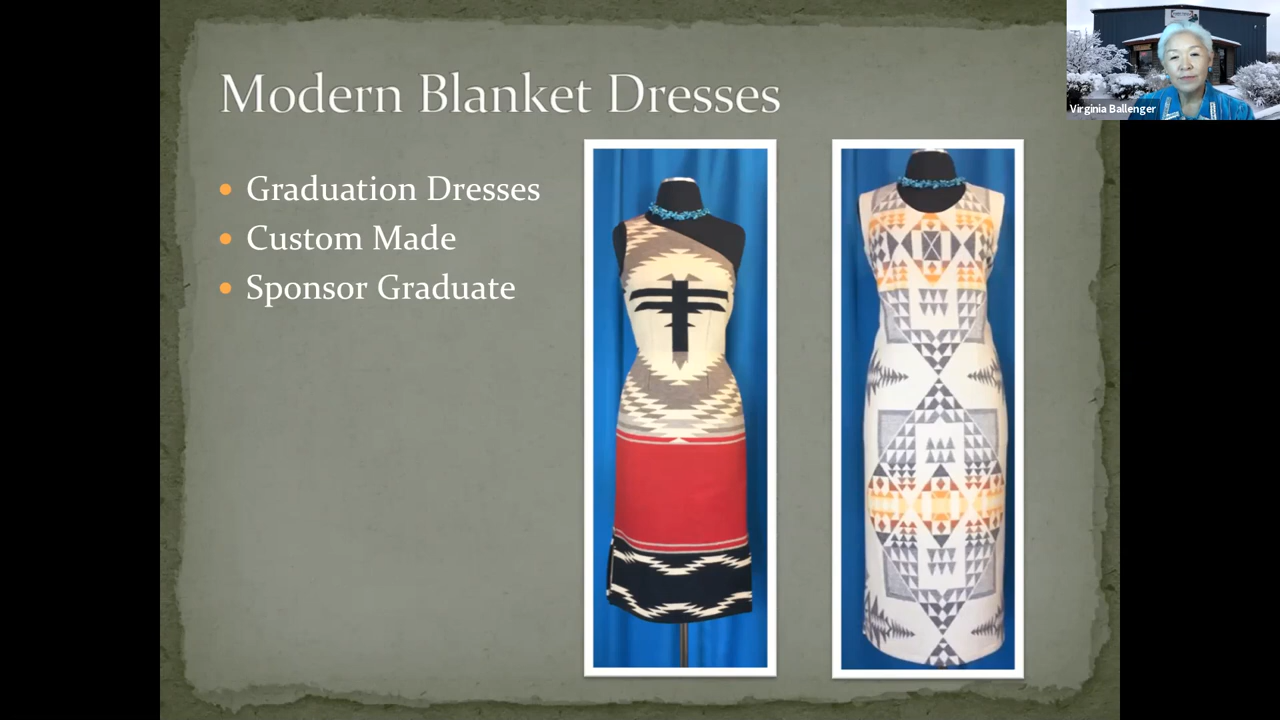 Modern Blanket Dresses
Graduation Dresses
Custom Made
Sponsor Graduate
Virginia Ballenger